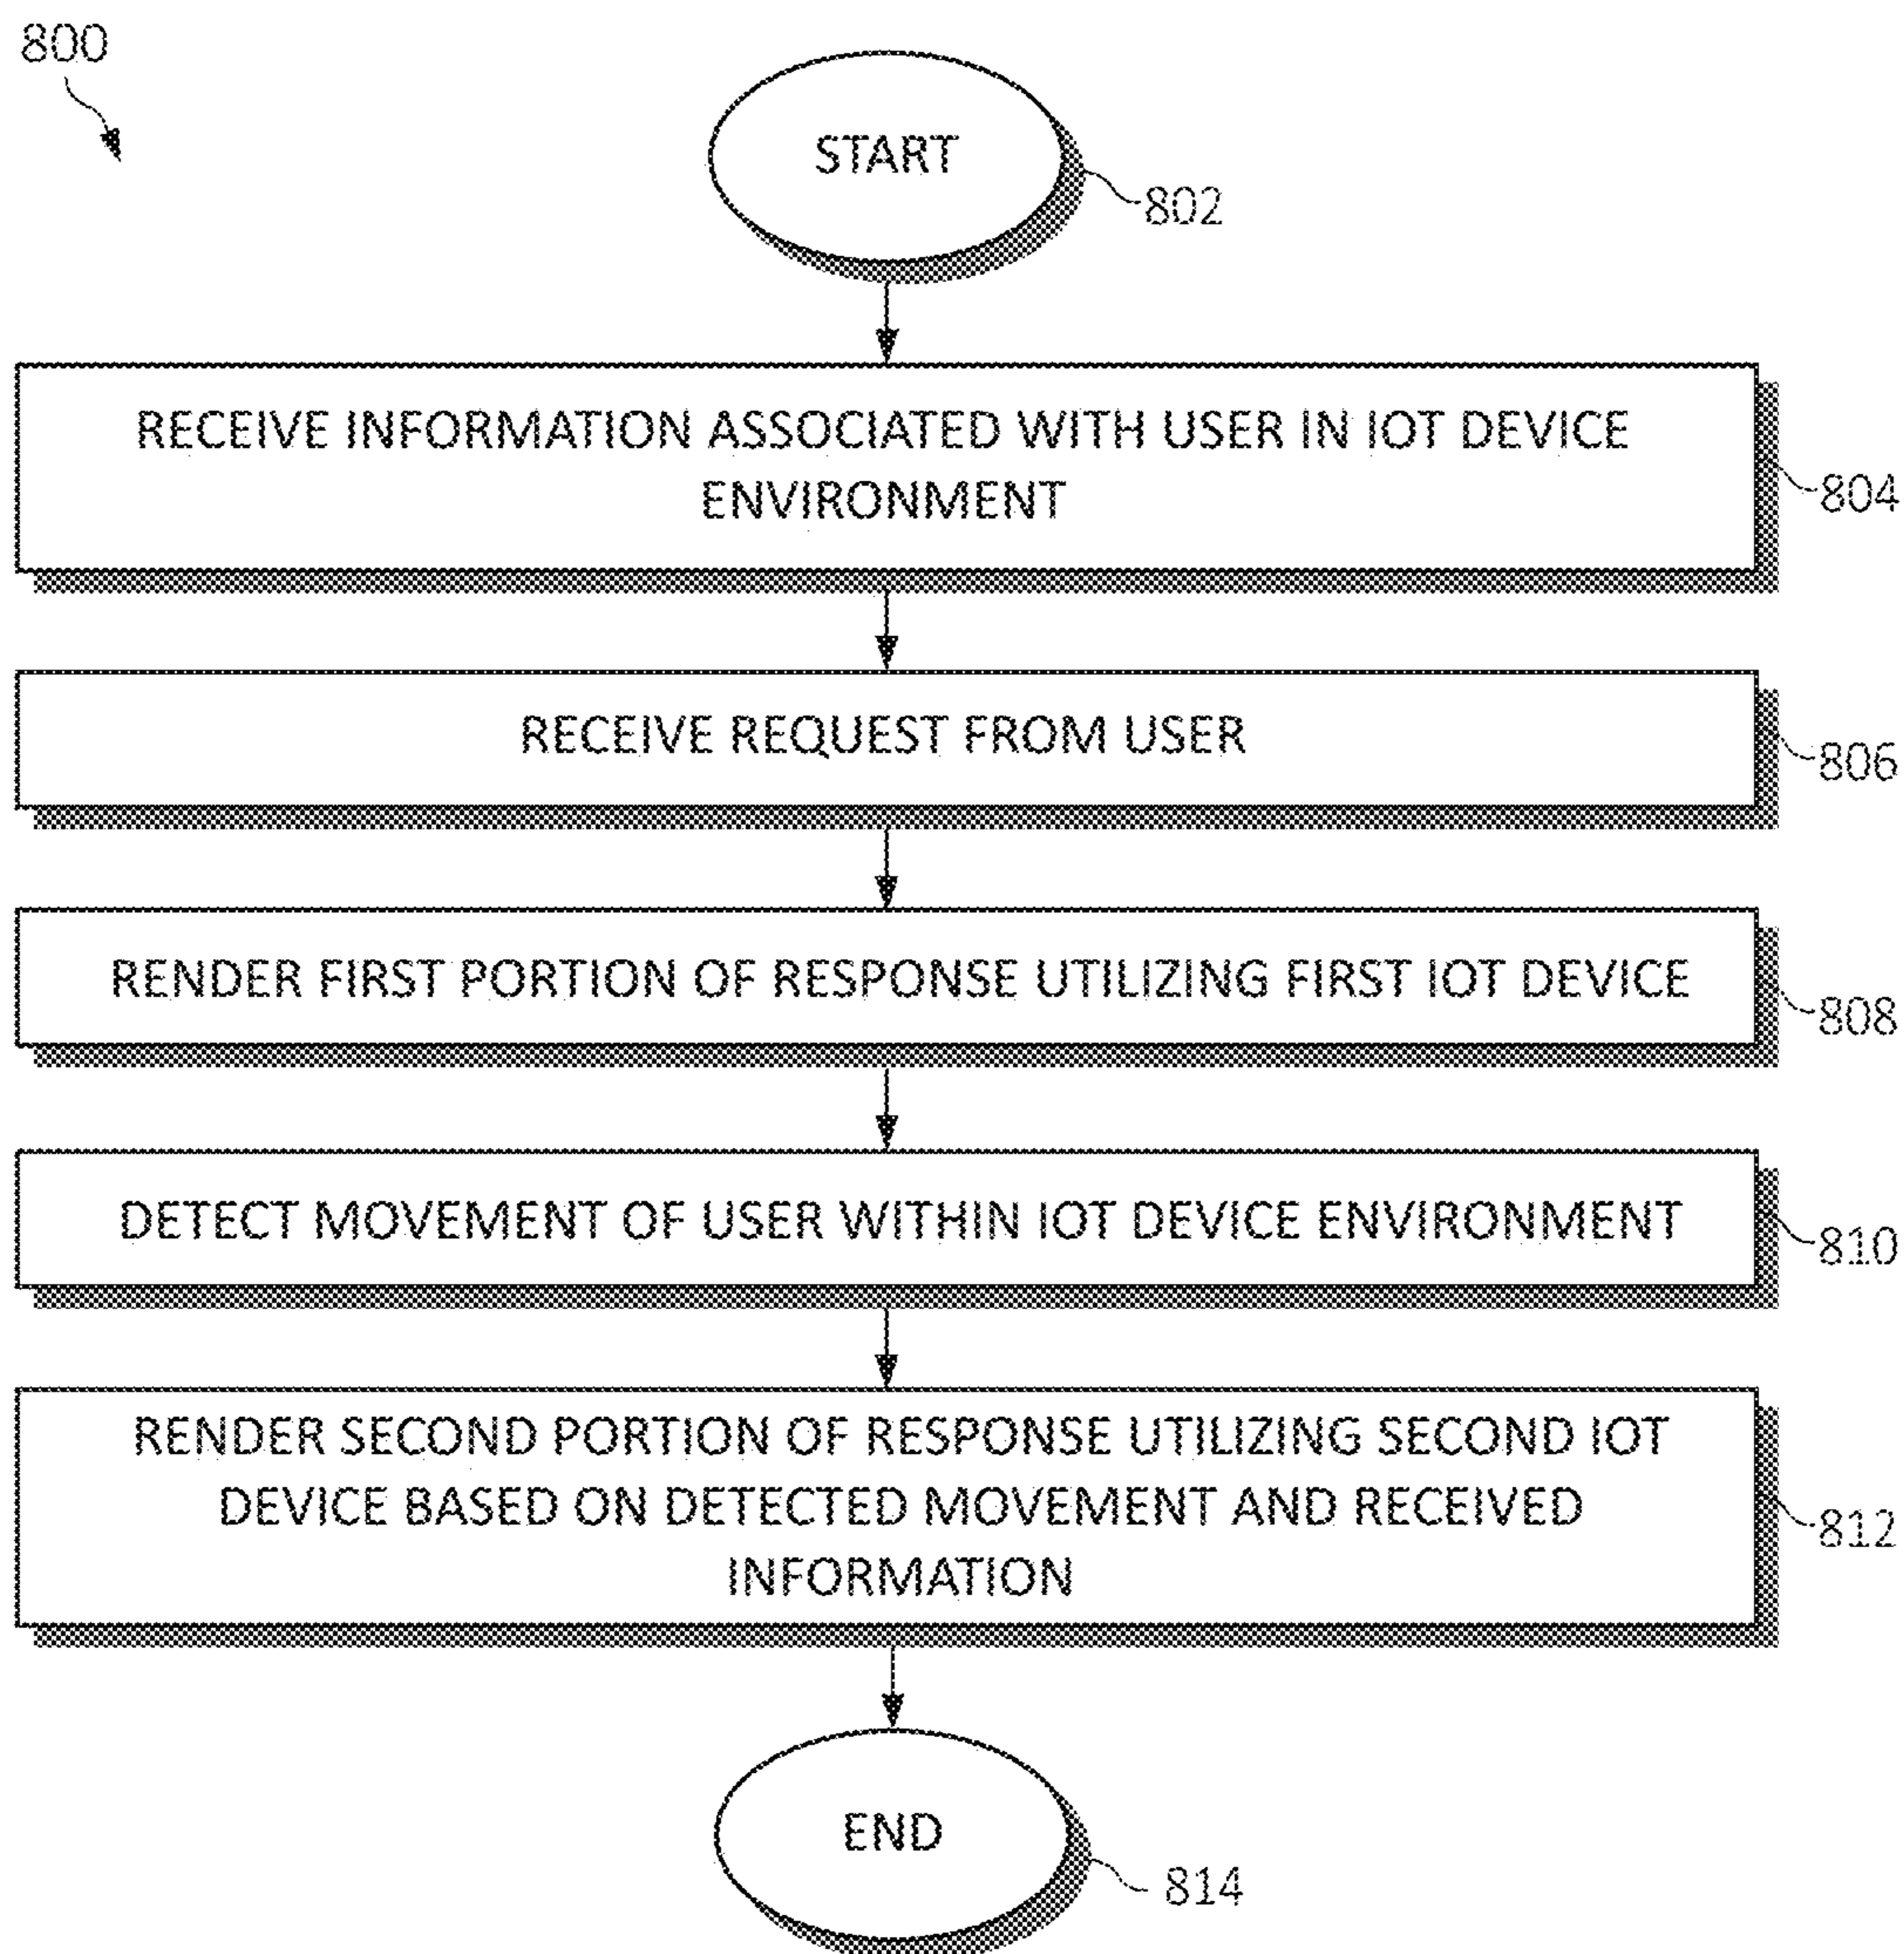 800
START
802
RECEIVE INFORMATION ASSOCIATED WITH USER IN IOT DEVICE
ENVIRONMENT
804
RECEIVE REQUEST FROM USER
806
RENDER FIRST PORTION OF RESPONSE UTILIZING FIRST IOT DEVICE
808
DETECT MOVEMENT OF USER WITHIN IOT DEVICE ENVIRONMENT
810
RENDER SECOND PORTION OF RESPONSE UTILIZING SECOND IOT
DEVICE BASED ON DETECTED MOVEMENT AND RECEIVED
INFORMATION
812
END
814